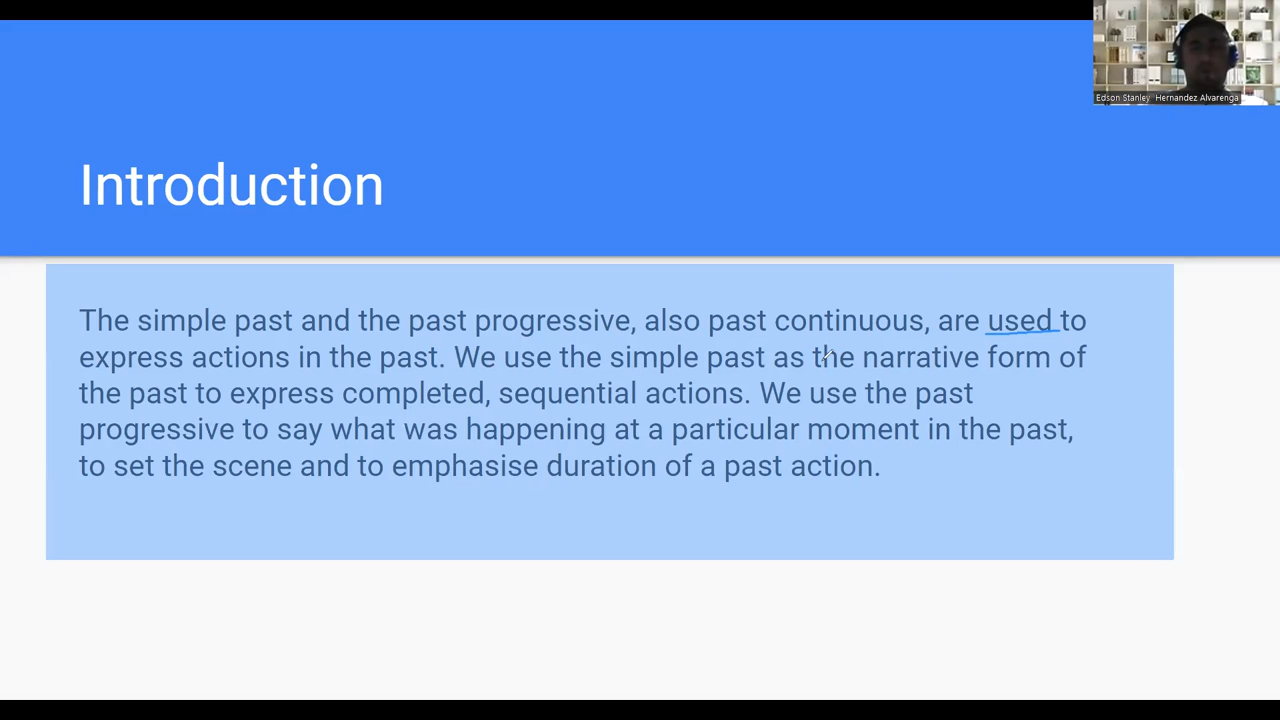 Edson Stanley Hernandez Alvarenga
Introduction
The simple past and the past progressive, also past continuous, are used to
express actions in the past. We use the simple past as the narrative form of
the past to express completed, sequential actions. We use the past
progressive to say what was happening at a particular moment in the past,
to set the scene and to emphasise duration of a past action.